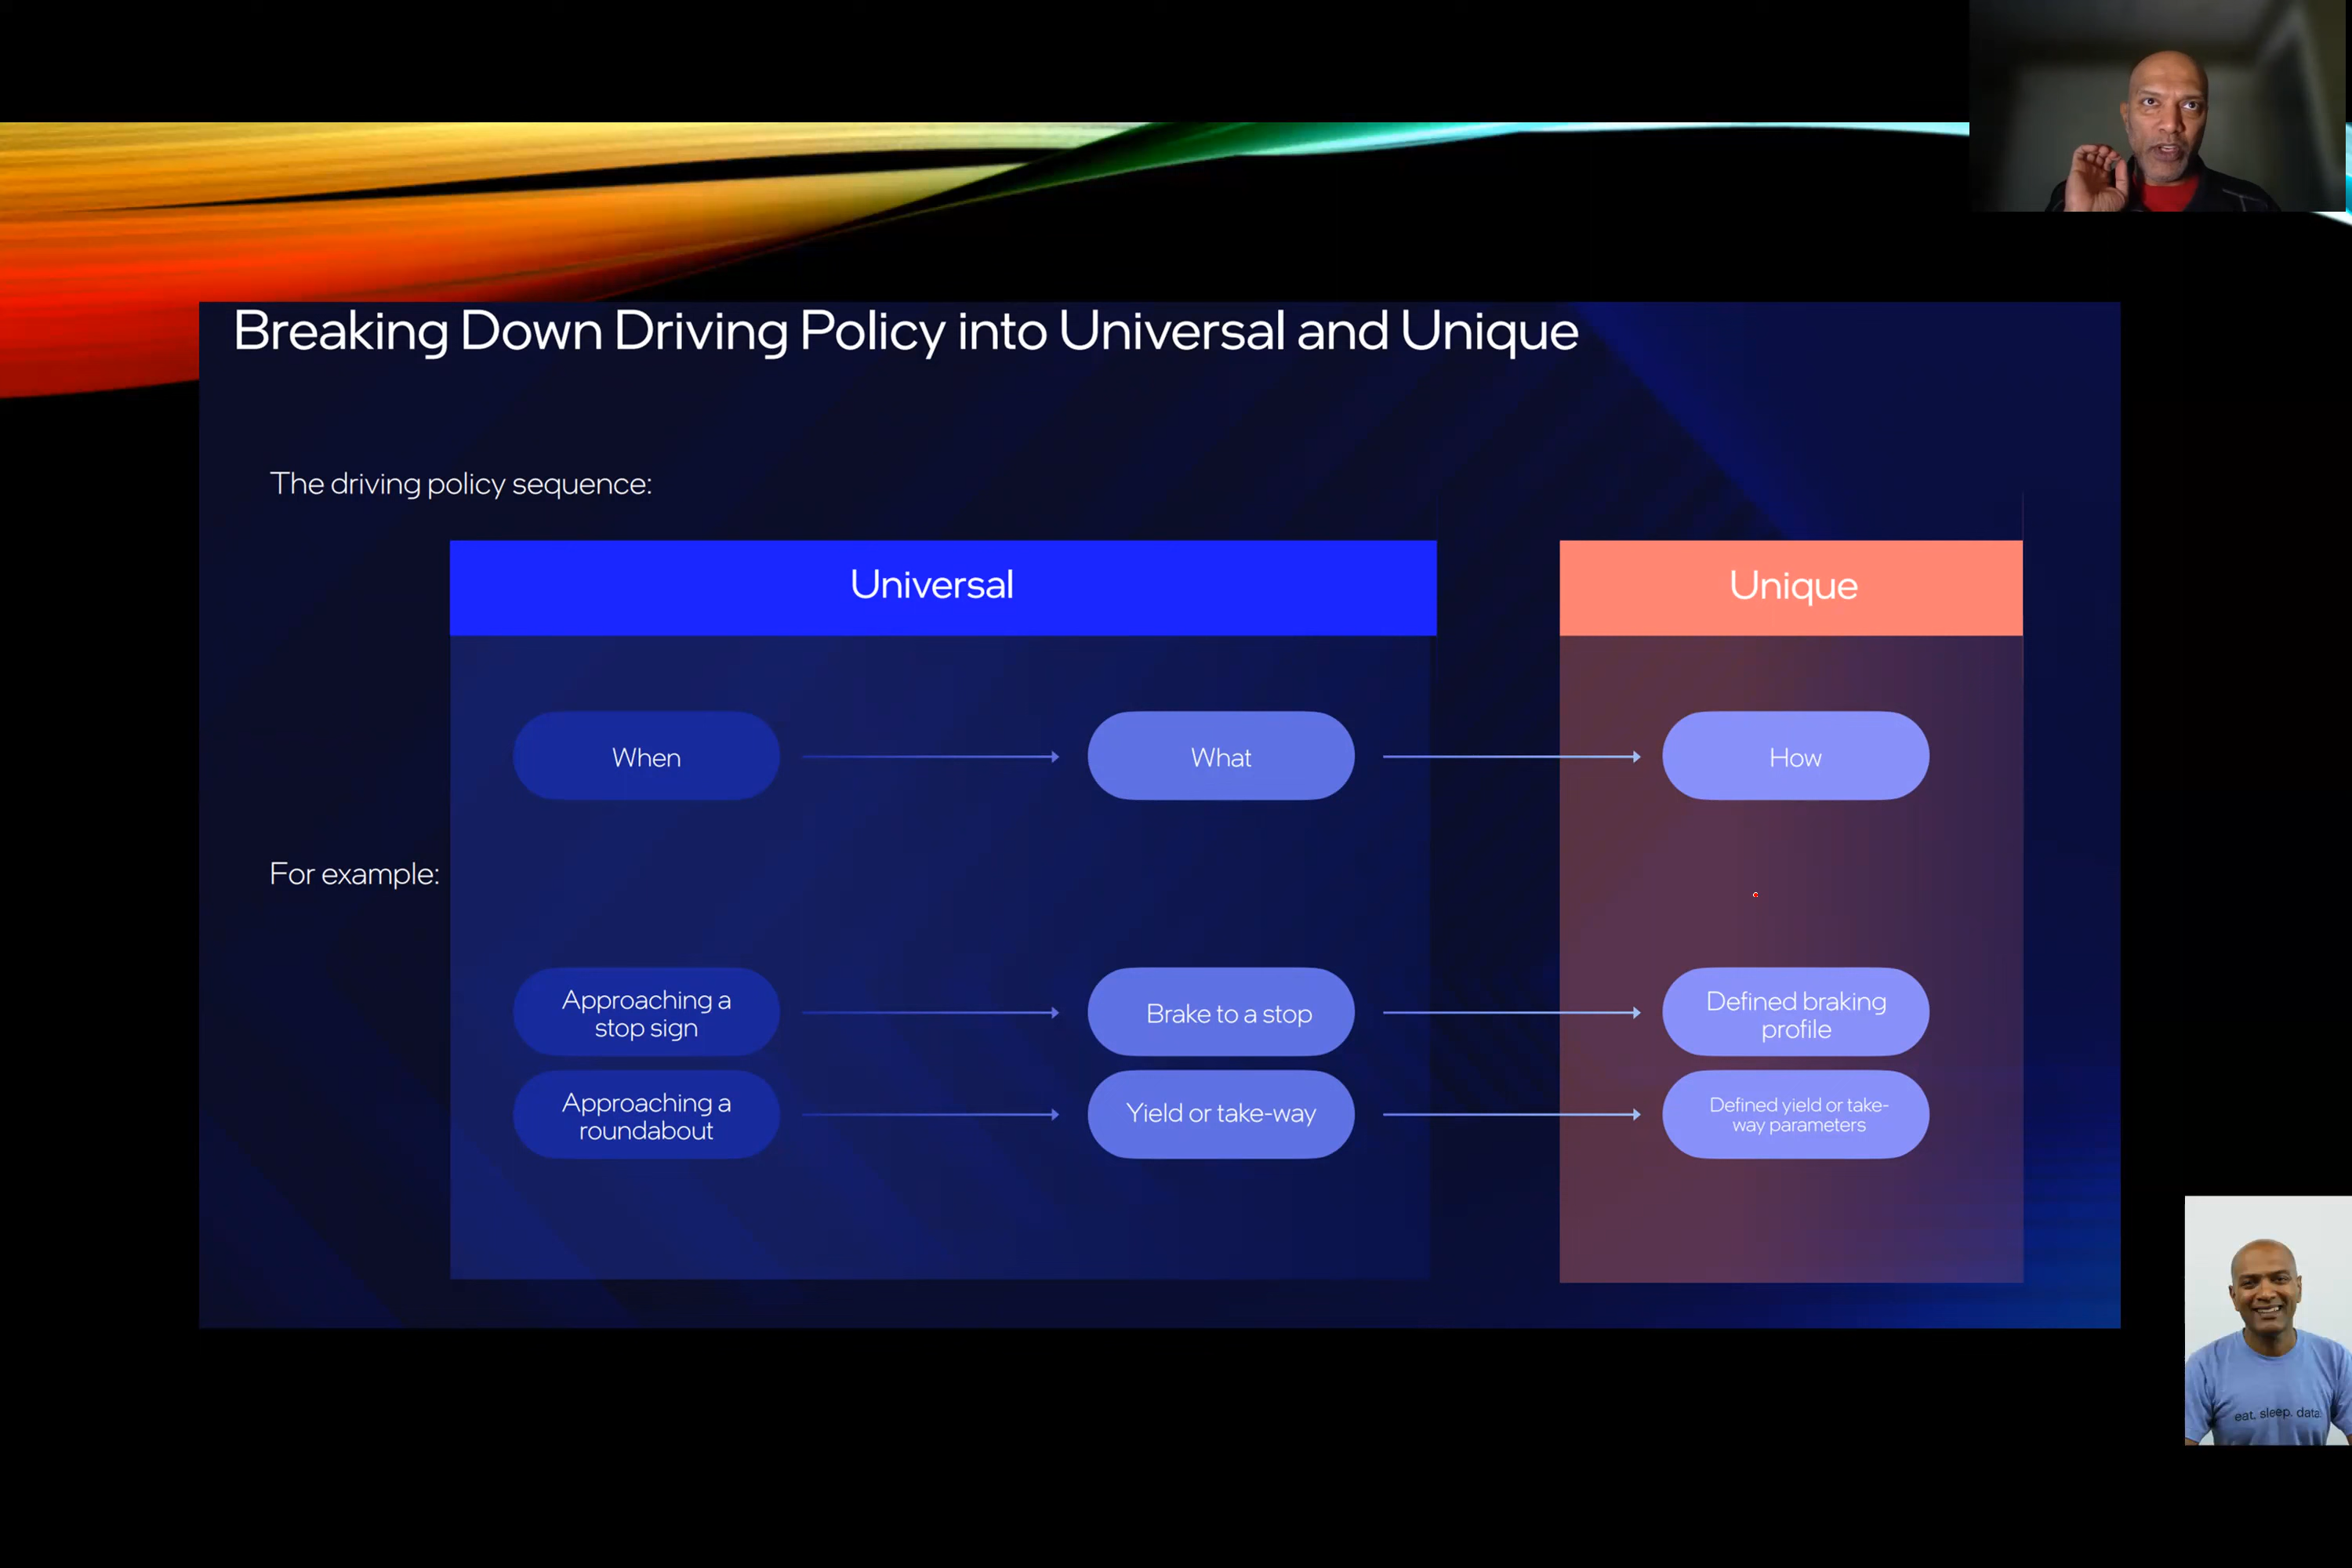 Breaking Down Driving Policy into Universal and Unique
The driving policy sequence:
Universal
Unique
When
What
How
For example:
Approaching a
stop sign
Brake to a stop
Defined braking
profile
Approaching a
roundabout
Yield or take-way
Defined yield or take-
way parameters
eat. sleep. data